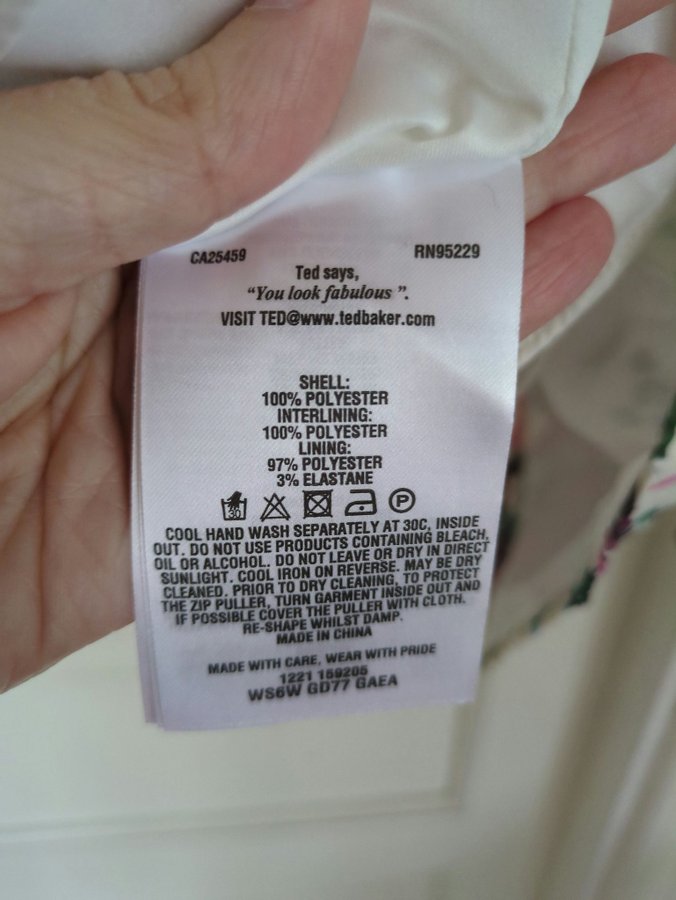 CA25459 RN95229
Ted says,
“You look fabulous ”.
VISIT TED@www.tedbaker.com
SHELL:
100% POLYESTER
INTERLINING:
100% POLYESTER
LINING:
97% POLYESTER
3% ELASTANE
30 P
COOL HAND WASH SEPARATELY AT 30C, INSIDE
OUT. DO NOT USE PRODUCTS CONTAINING BLEACH,
OIL OR ALCOHOL. DO NOT LEAVE OR DRY IN DIRECT
SUNLIGHT. COOL IRON ON REVERSE. MAY BE DRY
CLEANED. PRIOR TO DRY CLEANING, TO PROTECT
THE ZIP PULLER, TURN GARMENT INSIDE OUT AND
IF POSSIBLE COVER THE PULLER WITH CLOTH.
RE-SHAPE WHILST DAMP.
MADE IN CHINA
MADE WITH CARE, WEAR WITH PRIDE
1221 159205
WS6W GD77 GAEA